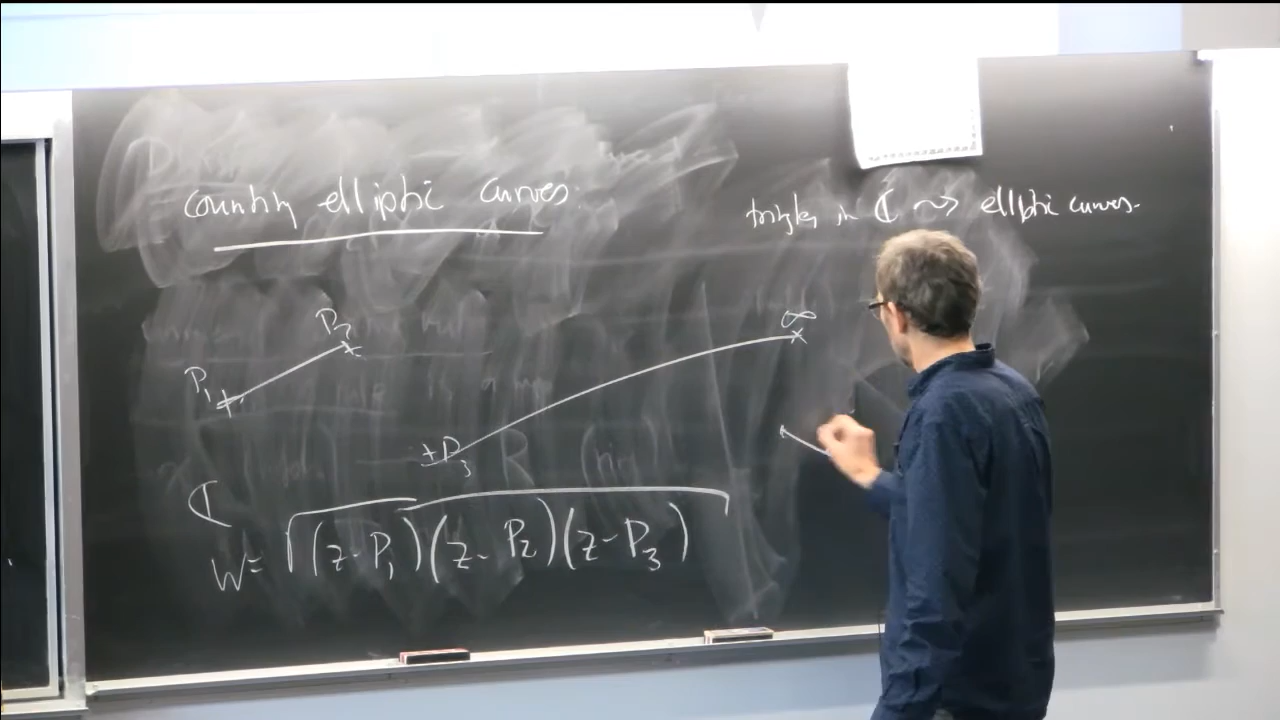 counting elliptic curves:
triangles in ℂ ⇝ elliptic curves.
P₂
∞
P₁
P₃
ℂ
W= √(z-P₁)(z-P₂)(z-P₃)